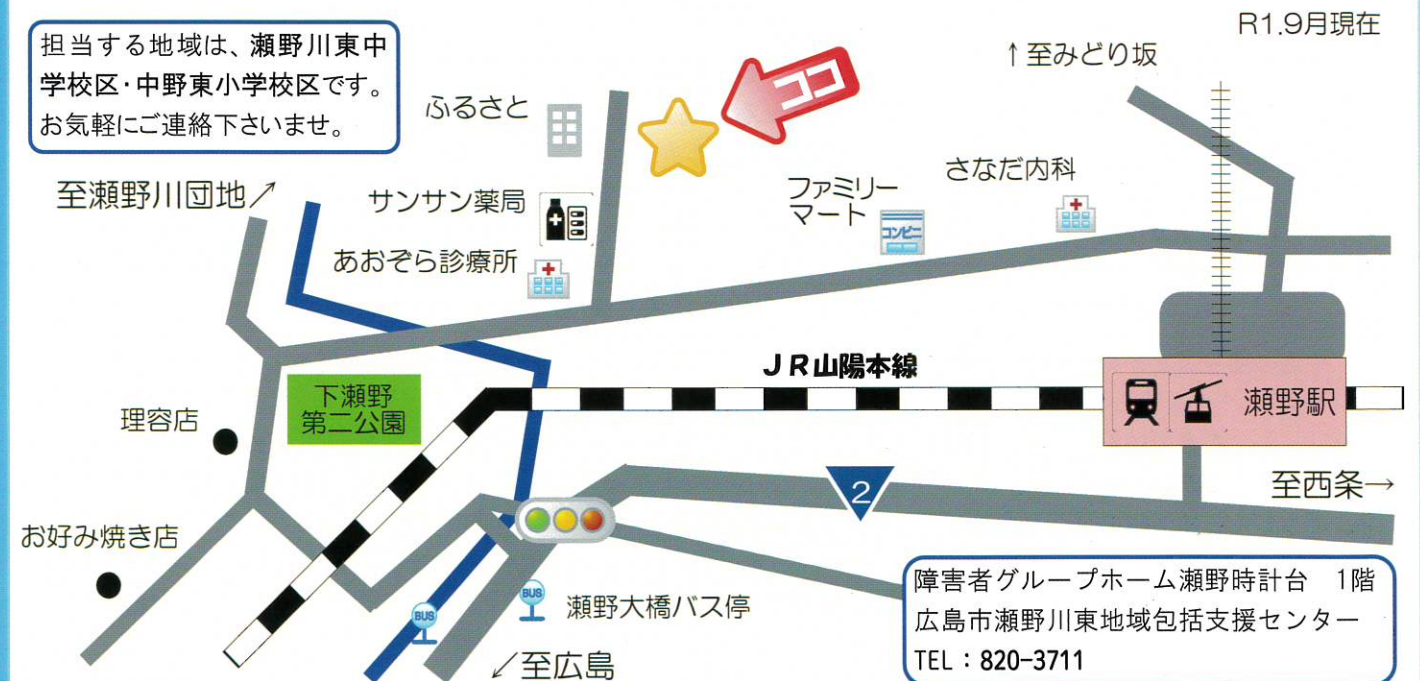 R1.9月現在
担当する地域は、瀬野川東中
学校区・中野東小学校区です。
お気軽にご連絡下さいませ。
↑至みどり坂
ココ
ふるさと
さなだ内科
ファミリー
マート
コンビニ
至瀬野川団地↗
サンサン薬局
あおぞら診療所
JR山陽本線
下瀬野
第二公園
瀬野駅
理容店
2
至西条→
お好み焼き店
BUS
瀬野大橋バス停
BUS
↙至広島
障害者グループホーム瀬野時計台 1階
広島市瀬野川東地域包括支援センター
TEL：820-3711